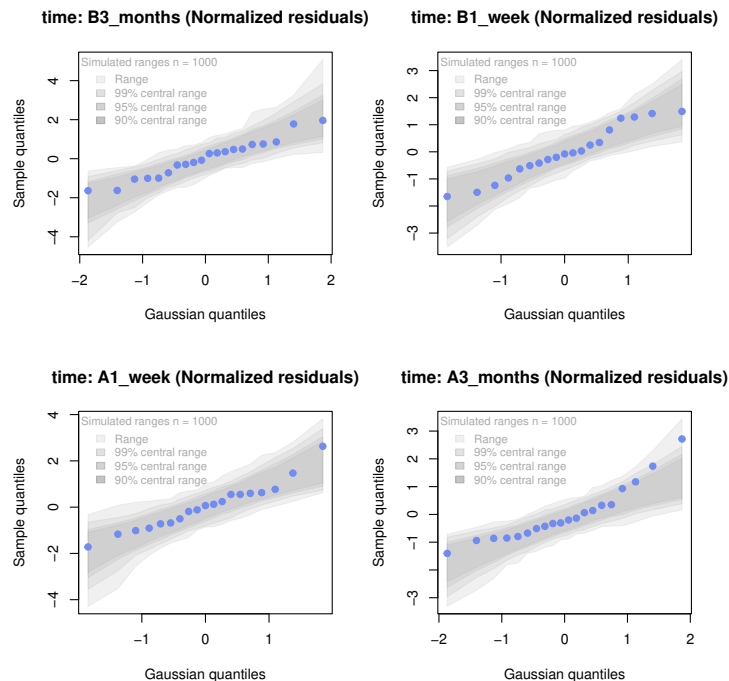 time: B3_months (Normalized residuals)
Simulated ranges n = 1000
Range
99% central range
95% central range
90% central range
Sample quantiles
4
2
0
−2
−4
−2
−1
0
1
2
Gaussian quantiles
time: B1_week (Normalized residuals)
Simulated ranges n = 1000
Range
99% central range
95% central range
90% central range
Sample quantiles
3
2
1
0
−1
−3
−1
0
1
Gaussian quantiles
time: A1_week (Normalized residuals)
Simulated ranges n = 1000
Range
99% central range
95% central range
90% central range
Sample quantiles
4
2
0
−2
−4
−1
0
1
Gaussian quantiles
time: A3_months (Normalized residuals)
Simulated ranges n = 1000
Range
99% central range
95% central range
90% central range
Sample quantiles
3
2
1
0
−1
−3
−2
−1
0
1
2
Gaussian quantiles